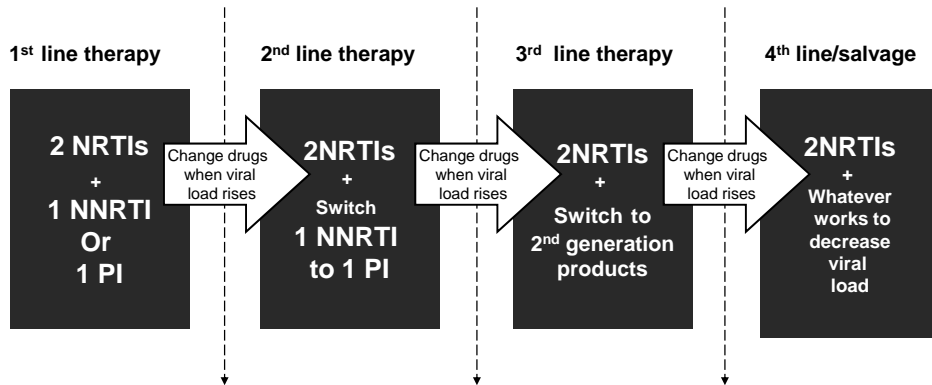 1st line therapy
2nd line therapy
3rd line therapy
4th line/salvage
2 NRTIs
+
1 NNRTI
Or
1 PI
Change drugs
when viral
load rises
2NRTIs
+
Switch
1 NNRTI
to 1 PI
Change drugs
when viral
load rises
2NRTIs
+
Switch to
2nd generation
products
Change drugs
when viral
load rises
2NRTIs
+
Whatever
works to
decrease
viral
load